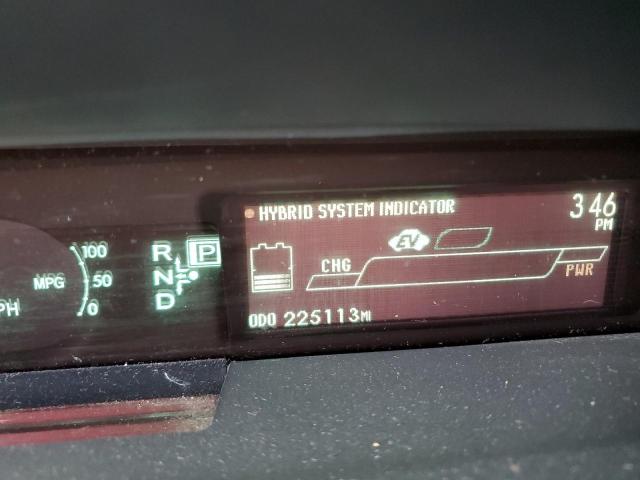 HYBRID SYSTEM INDICATOR
3:46
PM
EV
CHG
PWR
ODO 225113 MI
100
MPG 50
0
PH
R P
N
D